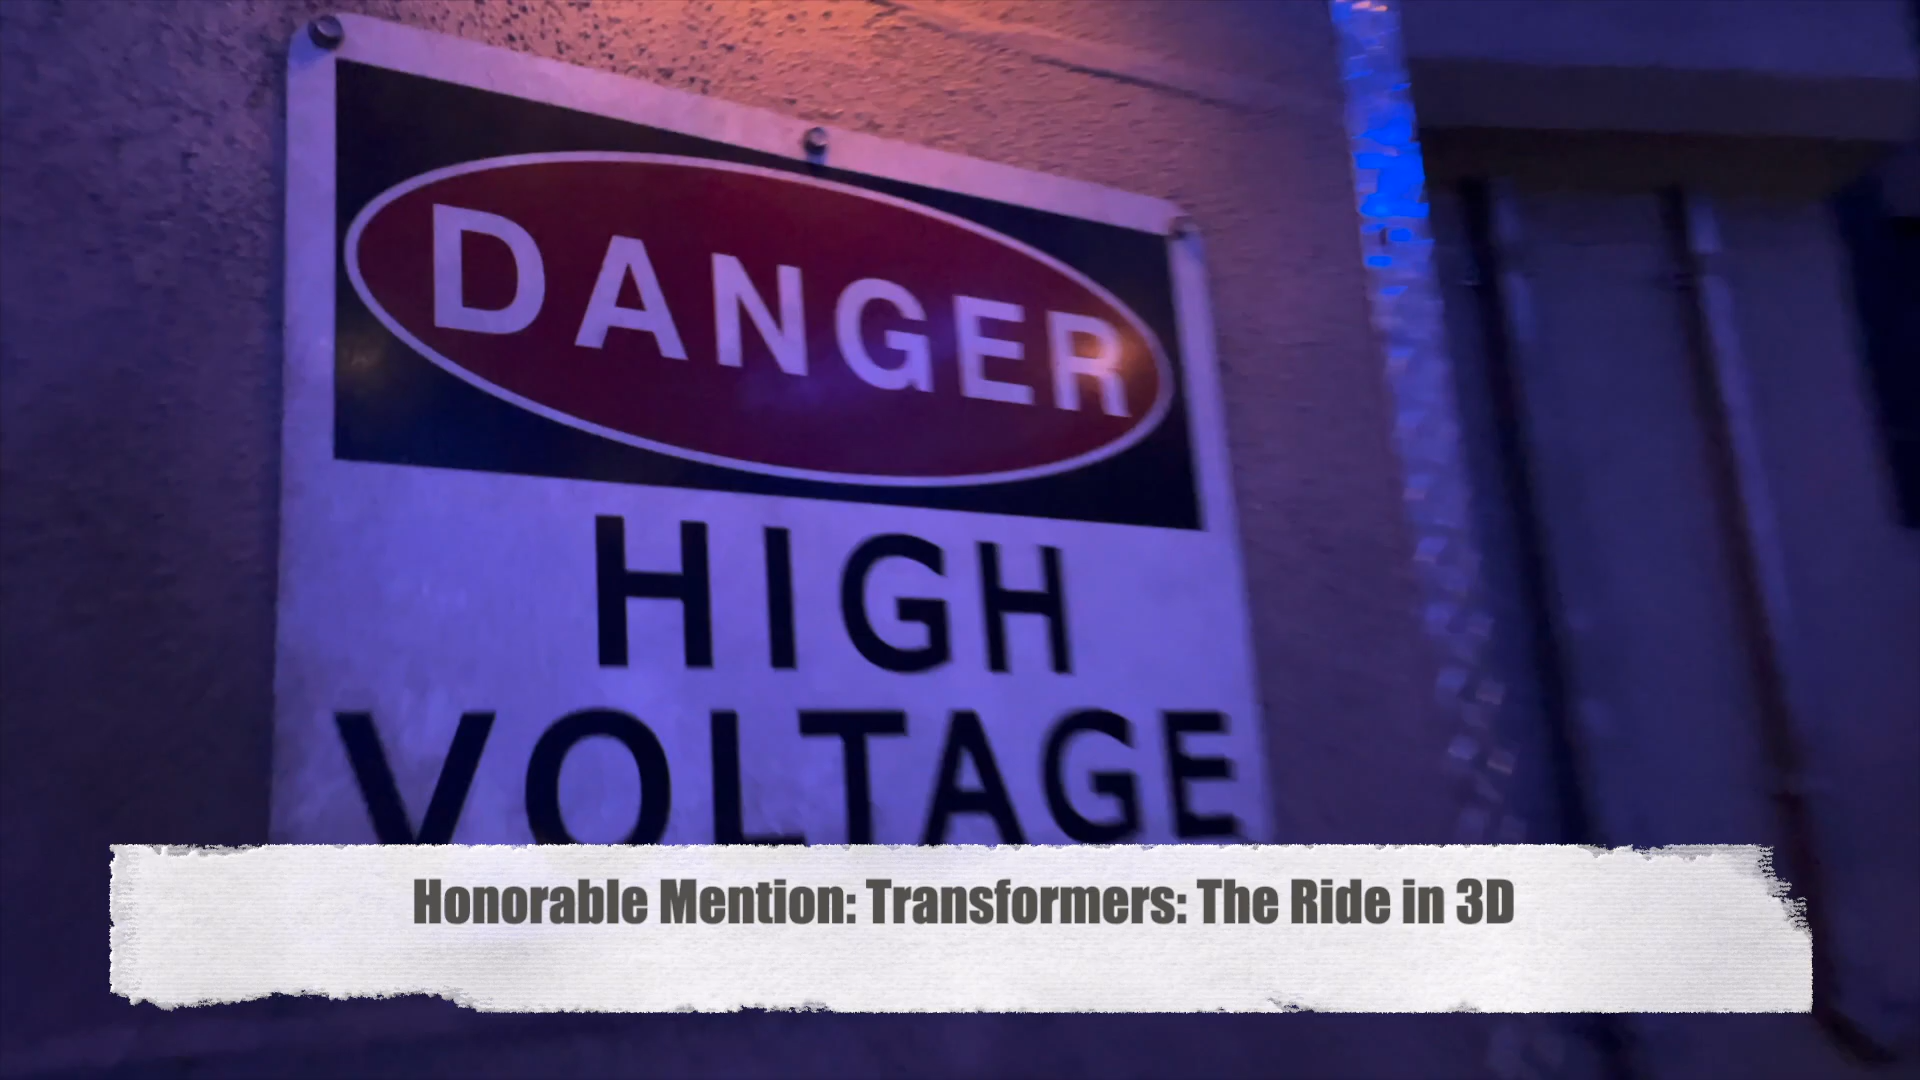 DANGER
HIGH
VOLTAGE
Honorable Mention: Transformers: The Ride in 3D